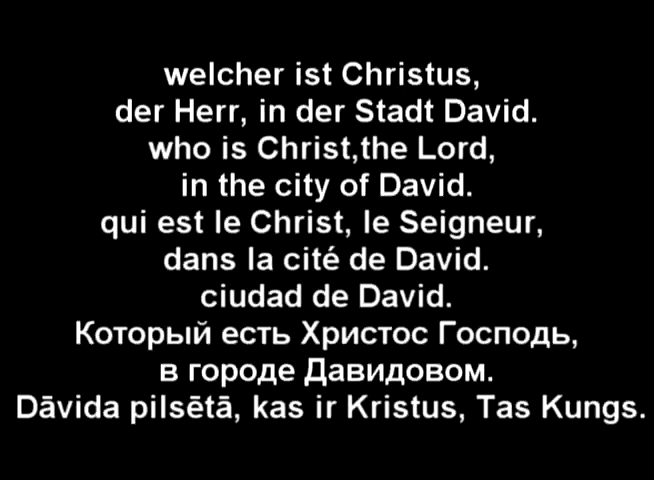 welcher ist Christus,
der Herr, in der Stadt David.
who is Christ,the Lord,
in the city of David.
qui est le Christ, le Seigneur,
dans la cité de David.
ciudad de David.
Который есть Христос Господь,
в городе Давидовом.
Dāvida pilsētā, kas ir Kristus, Tas Kungs.